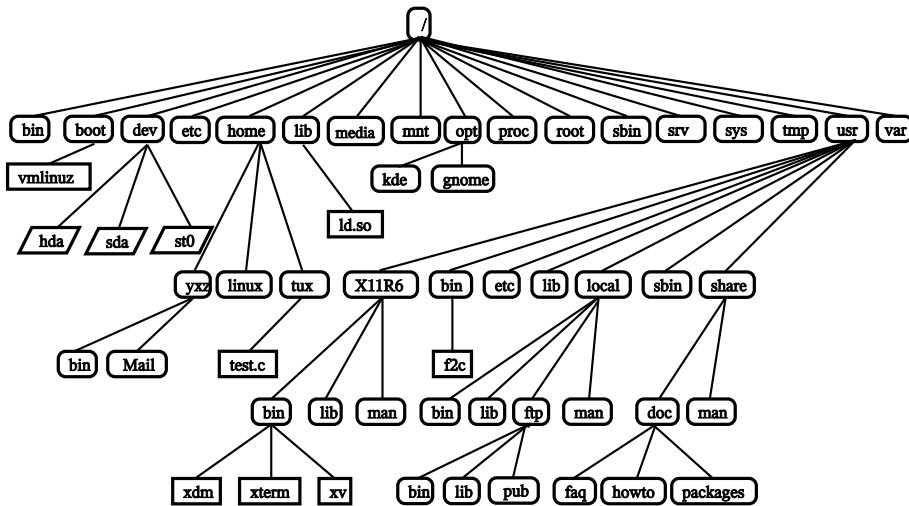 /
bin boot dev etc home lib media mnt opt proc root sbin srv sys tmp usr var
vmlinuz kde gnome
ld.so
hda sda st0
yxz linux tux X11R6 bin etc lib local sbin share
bin Mail test.c f2c
bin lib man bin lib ftp man doc man
xdm xterm xv bin lib pub faq howto packages